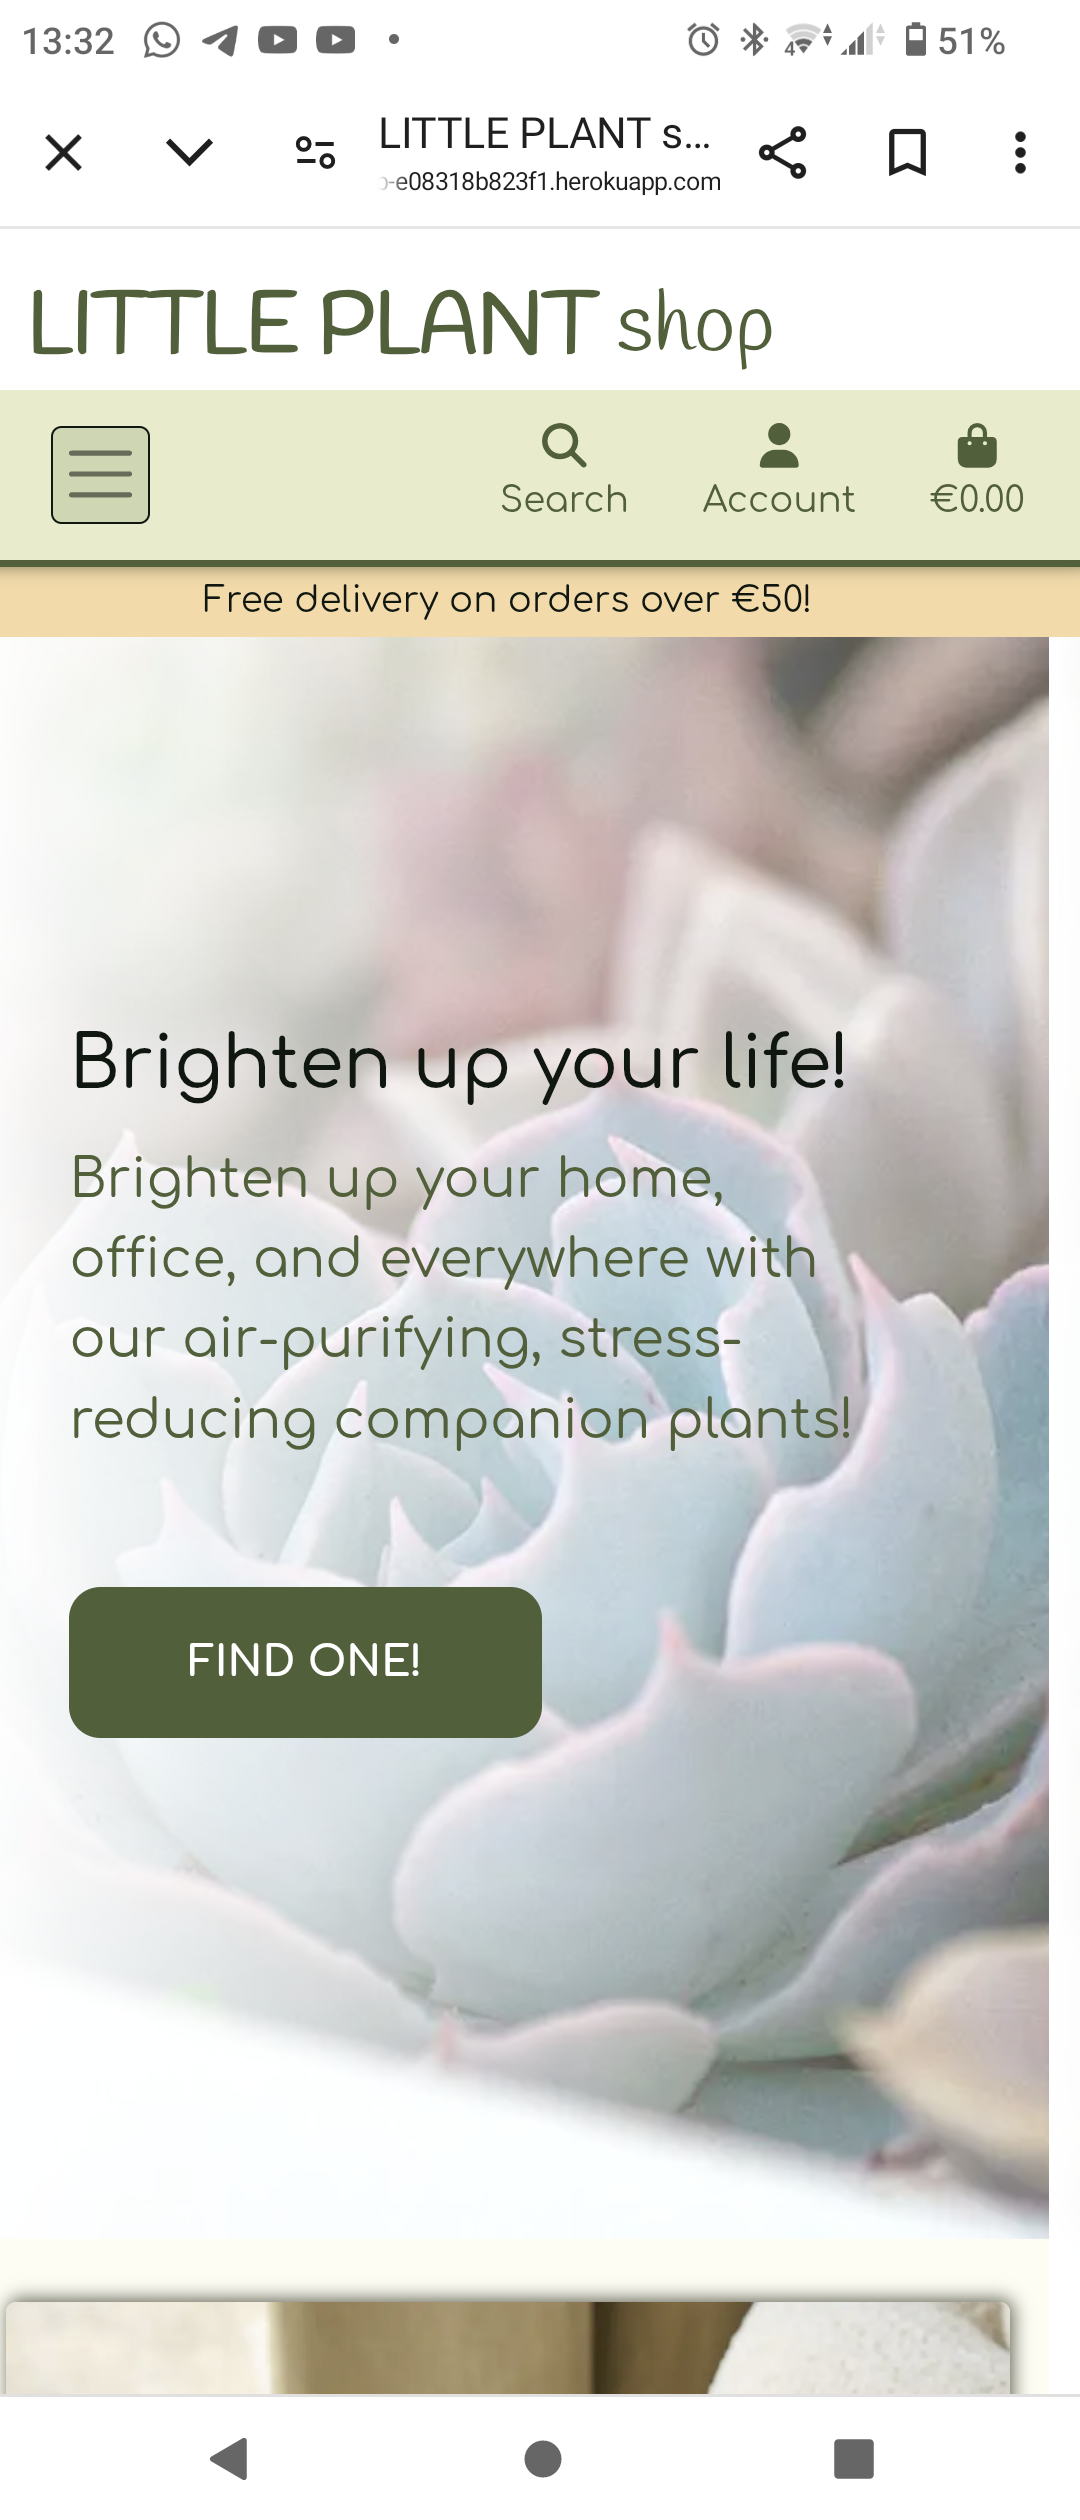 13:32
51%
LITTLE PLANT s...
-e08318b823f1.herokuapp.com
LITTLE PLANT shop
Search Account €0.00
Free delivery on orders over €50!
Brighten up your life!
Brighten up your home,
office, and everywhere with
our air-purifying, stress-
reducing companion plants!
FIND ONE!